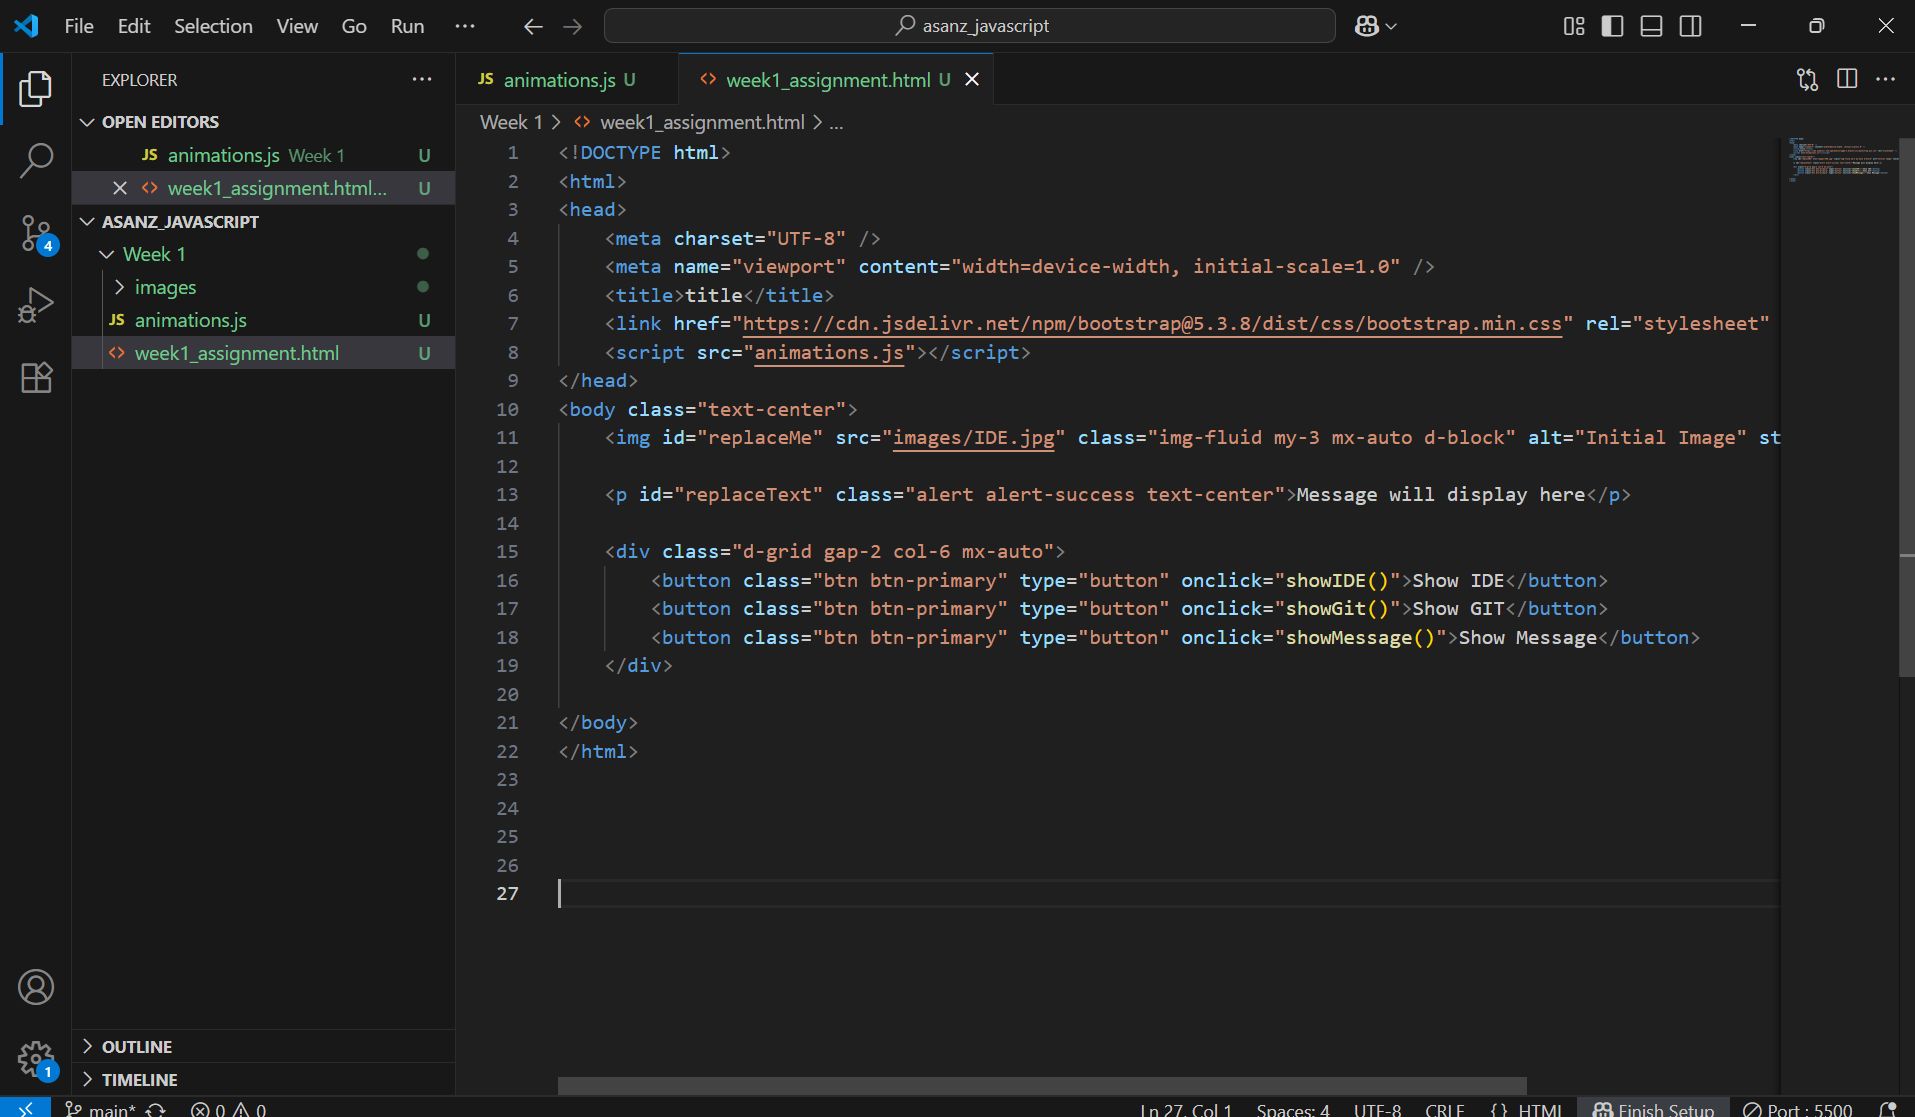 File Edit Selection View Go Run ··· asanz_javascript
EXPLORER ···
OPEN EDITORS
JS animations.js Week 1 U
week1_assignment.html... U
ASANZ_JAVASCRIPT
Week 1
images
JS animations.js U
week1_assignment.html U
OUTLINE
TIMELINE
4
1
JS animations.js U
<> week1_assignment.html U
Week 1 > <> week1_assignment.html > ...
1 <!DOCTYPE html>
2 <html>
3 <head>
4     <meta charset="UTF-8" />
5     <meta name="viewport" content="width=device-width, initial-scale=1.0" />
6     <title>title</title>
7     <link href="https://cdn.jsdelivr.net/npm/bootstrap@5.3.8/dist/css/bootstrap.min.css" rel="stylesheet"
8     <script src="animations.js"></script>
9 </head>
10 <body class="text-center">
11     <img id="replaceMe" src="images/IDE.jpg" class="img-fluid my-3 mx-auto d-block" alt="Initial Image" st
12
13     <p id="replaceText" class="alert alert-success text-center">Message will display here</p>
14
15     <div class="d-grid gap-2 col-6 mx-auto">
16         <button class="btn btn-primary" type="button" onclick="showIDE()">Show IDE</button>
17         <button class="btn btn-primary" type="button" onclick="showGit()">Show GIT</button>
18         <button class="btn btn-primary" type="button" onclick="showMessage()">Show Message</button>
19     </div>
20
21 </body>
22 </html>
23
24
25
26
27
main* 0 0 Ln 27, Col 1 Spaces: 4 UTF-8 CRLF {} HTML Finish Setup Port : 5500